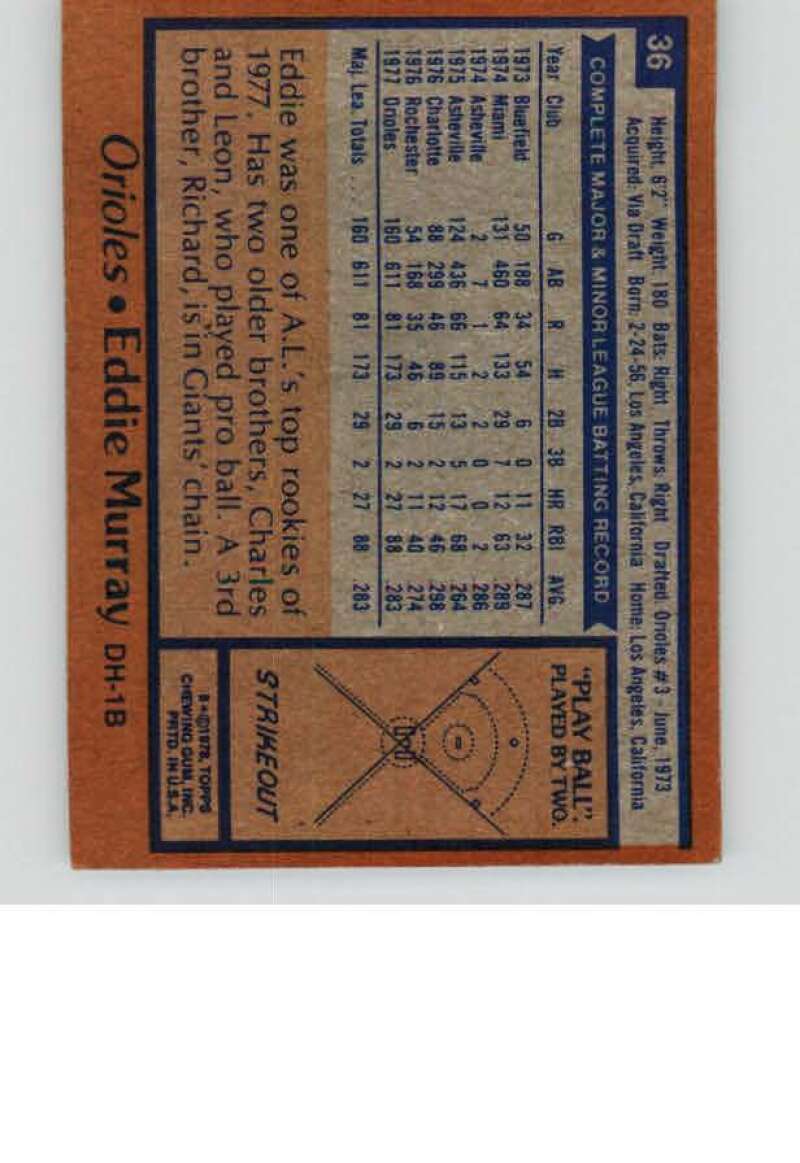 36
Height: 6'2" Weight: 180 Bats: Right Throws: Right Drafted: Orioles #3 - June, 1973
Acquired: Via Draft Born: 2-24-56, Los Angeles, California Home: Los Angeles, California
COMPLETE MAJOR & MINOR LEAGUE BATTING RECORD
Year Club G AB R H 2B 3B HR RBI AVG.
1973 Bluefield 50 188 34 54 6 0 11 32 .287
1974 Miami 131 460 64 133 29 7 12 63 .289
1974 Asheville 2 7 1 2 2 0 0 2 .286
1975 Asheville 124 436 66 115 13 5 17 68 .264
1976 Charlotte 88 299 46 89 15 2 12 46 .298
1976 Rochester 54 168 35 46 6 2 11 40 .274
1977 Orioles 160 611 81 173 29 2 27 88 .283
Maj. Lea. Totals .... 160 611 81 173 29 2 27 88 .283
Eddie was one of A.L.'s top rookies of
1977. Has two older brothers, Charles
and Leon, who played pro ball. A 3rd
brother, Richard, is in Giants' chain.
"PLAY BALL"
PLAYED BY TWO.
STRIKEOUT
B*©1978, TOPPS
CHEWING GUM, INC.
PRTD. IN U.S.A.
Orioles • Eddie Murray DH-1B